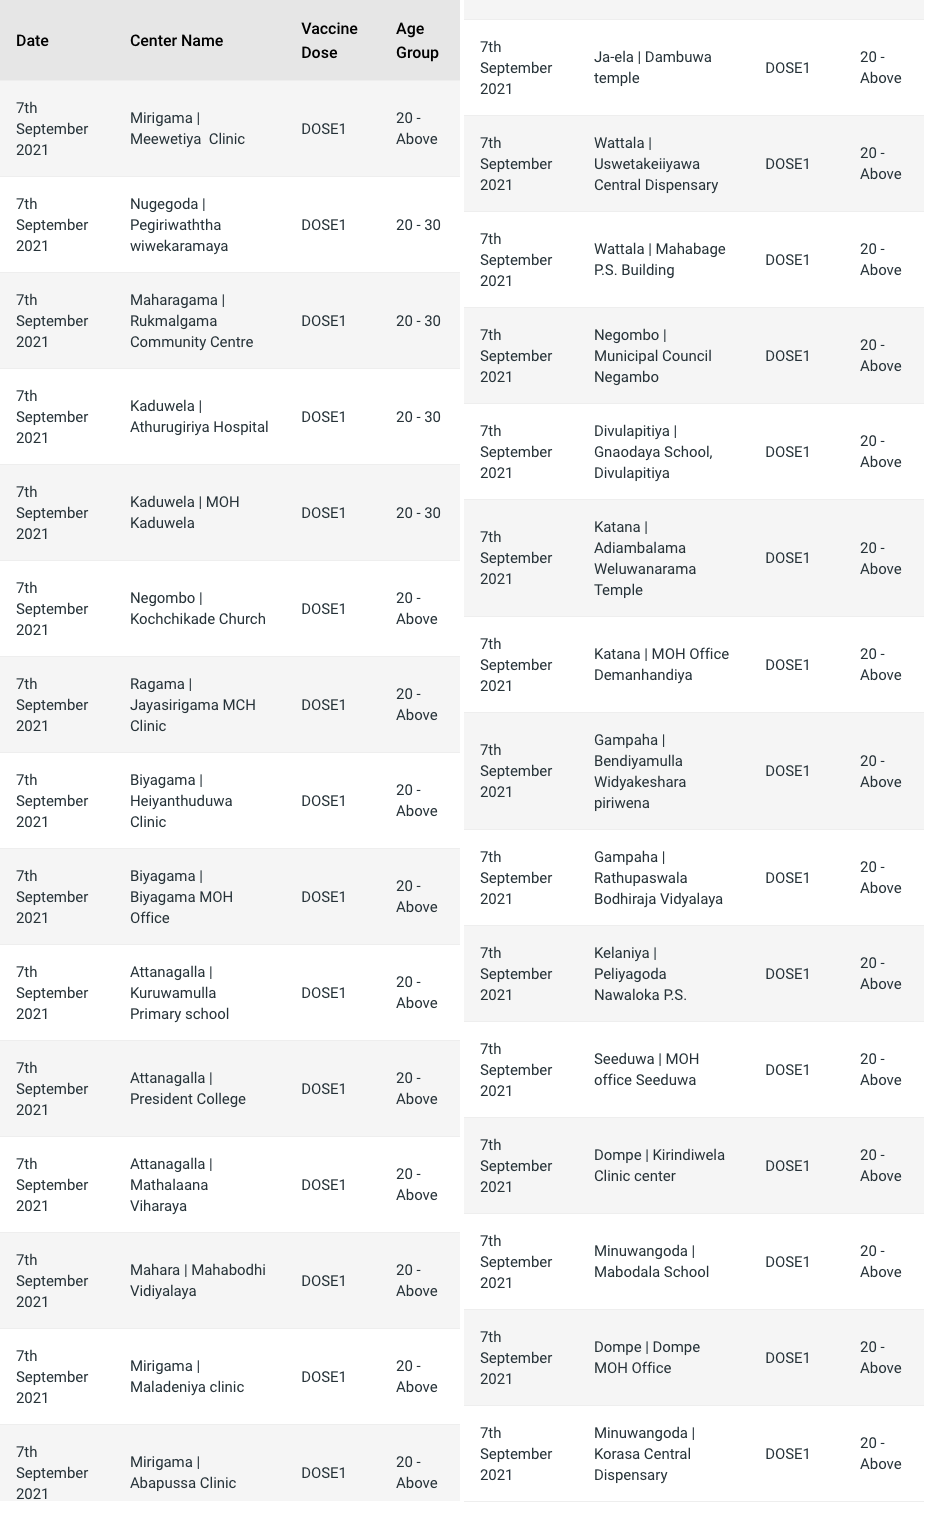 Date Center Name Vaccine Dose Age Group
7th September 2021 Mirigama | Meewetiya Clinic DOSE1 20 - Above
7th September 2021 Nugegoda | Pegiriwaththa wiwekaramaya DOSE1 20 - 30
7th September 2021 Maharagama | Rukmalgama Community Centre DOSE1 20 - 30
7th September 2021 Kaduwela | Athurugiriya Hospital DOSE1 20 - 30
7th September 2021 Kaduwela | MOH Kaduwela DOSE1 20 - 30
7th September 2021 Negombo | Kochchikade Church DOSE1 20 - Above
7th September 2021 Ragama | Jayasirigama MCH Clinic DOSE1 20 - Above
7th September 2021 Biyagama | Heiyanthuduwa Clinic DOSE1 20 - Above
7th September 2021 Biyagama | Biyagama MOH Office DOSE1 20 - Above
7th September 2021 Attanagalla | Kuruwamulla Primary school DOSE1 20 - Above
7th September 2021 Attanagalla | President College DOSE1 20 - Above
7th September 2021 Attanagalla | Mathalaana Viharaya DOSE1 20 - Above
7th September 2021 Mahara | Mahabodhi Vidiyalaya DOSE1 20 - Above
7th September 2021 Mirigama | Maladeniya clinic DOSE1 20 - Above
7th September 2021 Mirigama | Abapussa Clinic DOSE1 20 - Above
7th September 2021 Ja-ela | Dambuwa temple DOSE1 20 - Above
7th September 2021 Wattala | Uswetakeiiyawa Central Dispensary DOSE1 20 - Above
7th September 2021 Wattala | Mahabage P.S. Building DOSE1 20 - Above
7th September 2021 Negombo | Municipal Council Negambo DOSE1 20 - Above
7th September 2021 Divulapitiya | Gnaodaya School, Divulapitiya DOSE1 20 - Above
7th September 2021 Katana | Adiambalama Weluwanarama Temple DOSE1 20 - Above
7th September 2021 Katana | MOH Office Demanhandiya DOSE1 20 - Above
7th September 2021 Gampaha | Bendiyamulla Widyakeshara piriwena DOSE1 20 - Above
7th September 2021 Gampaha | Rathupaswala Bodhiraja Vidyalaya DOSE1 20 - Above
7th September 2021 Kelaniya | Peliyagoda Nawaloka P.S. DOSE1 20 - Above
7th September 2021 Seeduwa | MOH office Seeduwa DOSE1 20 - Above
7th September 2021 Dompe | Kirindiwela Clinic center DOSE1 20 - Above
7th September 2021 Minuwangoda | Mabodala School DOSE1 20 - Above
7th September 2021 Dompe | Dompe MOH Office DOSE1 20 - Above
7th September 2021 Minuwangoda | Korasa Central Dispensary DOSE1 20 - Above